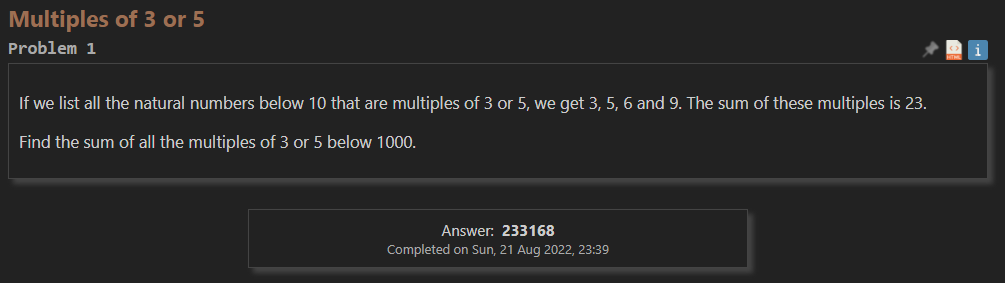 Multiples of 3 or 5
Problem 1
HTML
i
If we list all the natural numbers below 10 that are multiples of 3 or 5, we get 3, 5, 6 and 9. The sum of these multiples is 23.
Find the sum of all the multiples of 3 or 5 below 1000.
Answer: 233168
Completed on Sun, 21 Aug 2022, 23:39